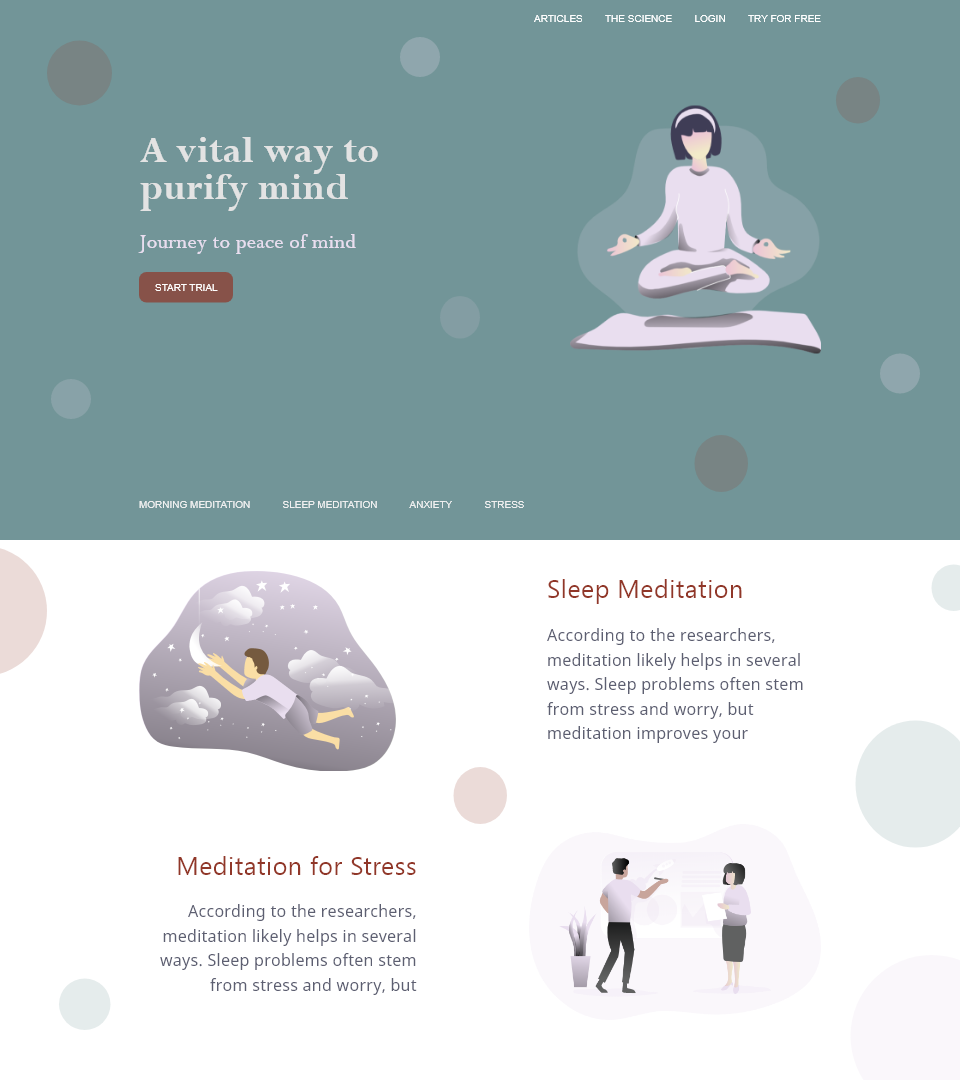 ARTICLES THE SCIENCE LOGIN TRY FOR FREE
A vital way to
purify mind
Journey to peace of mind
START TRIAL
MORNING MEDITATION SLEEP MEDITATION ANXIETY STRESS
Sleep Meditation
According to the researchers,
meditation likely helps in several
ways. Sleep problems often stem
from stress and worry, but
meditation improves your
Meditation for Stress
According to the researchers,
meditation likely helps in several
ways. Sleep problems often stem
from stress and worry, but